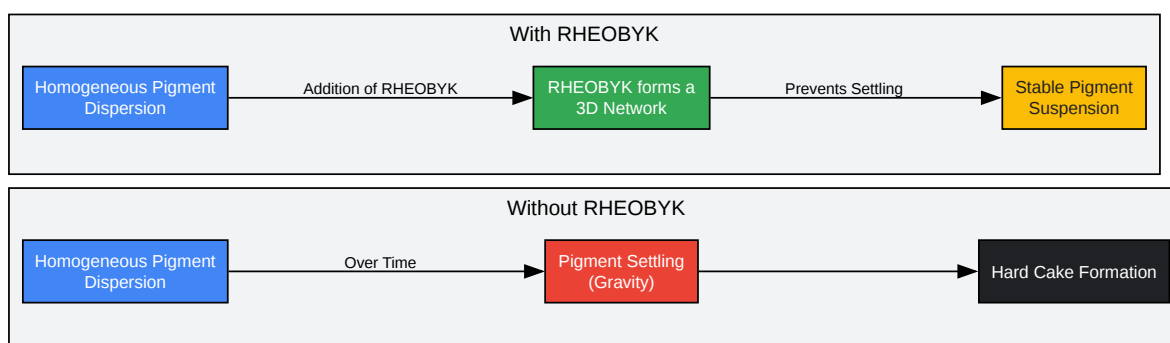 With RHEOBYK
Homogeneous Pigment
Dispersion
Addition of RHEOBYK
RHEOBYK forms a
3D Network
Prevents Settling
Stable Pigment
Suspension
Without RHEOBYK
Homogeneous Pigment
Dispersion
Over Time
Pigment Settling
(Gravity)
Hard Cake Formation